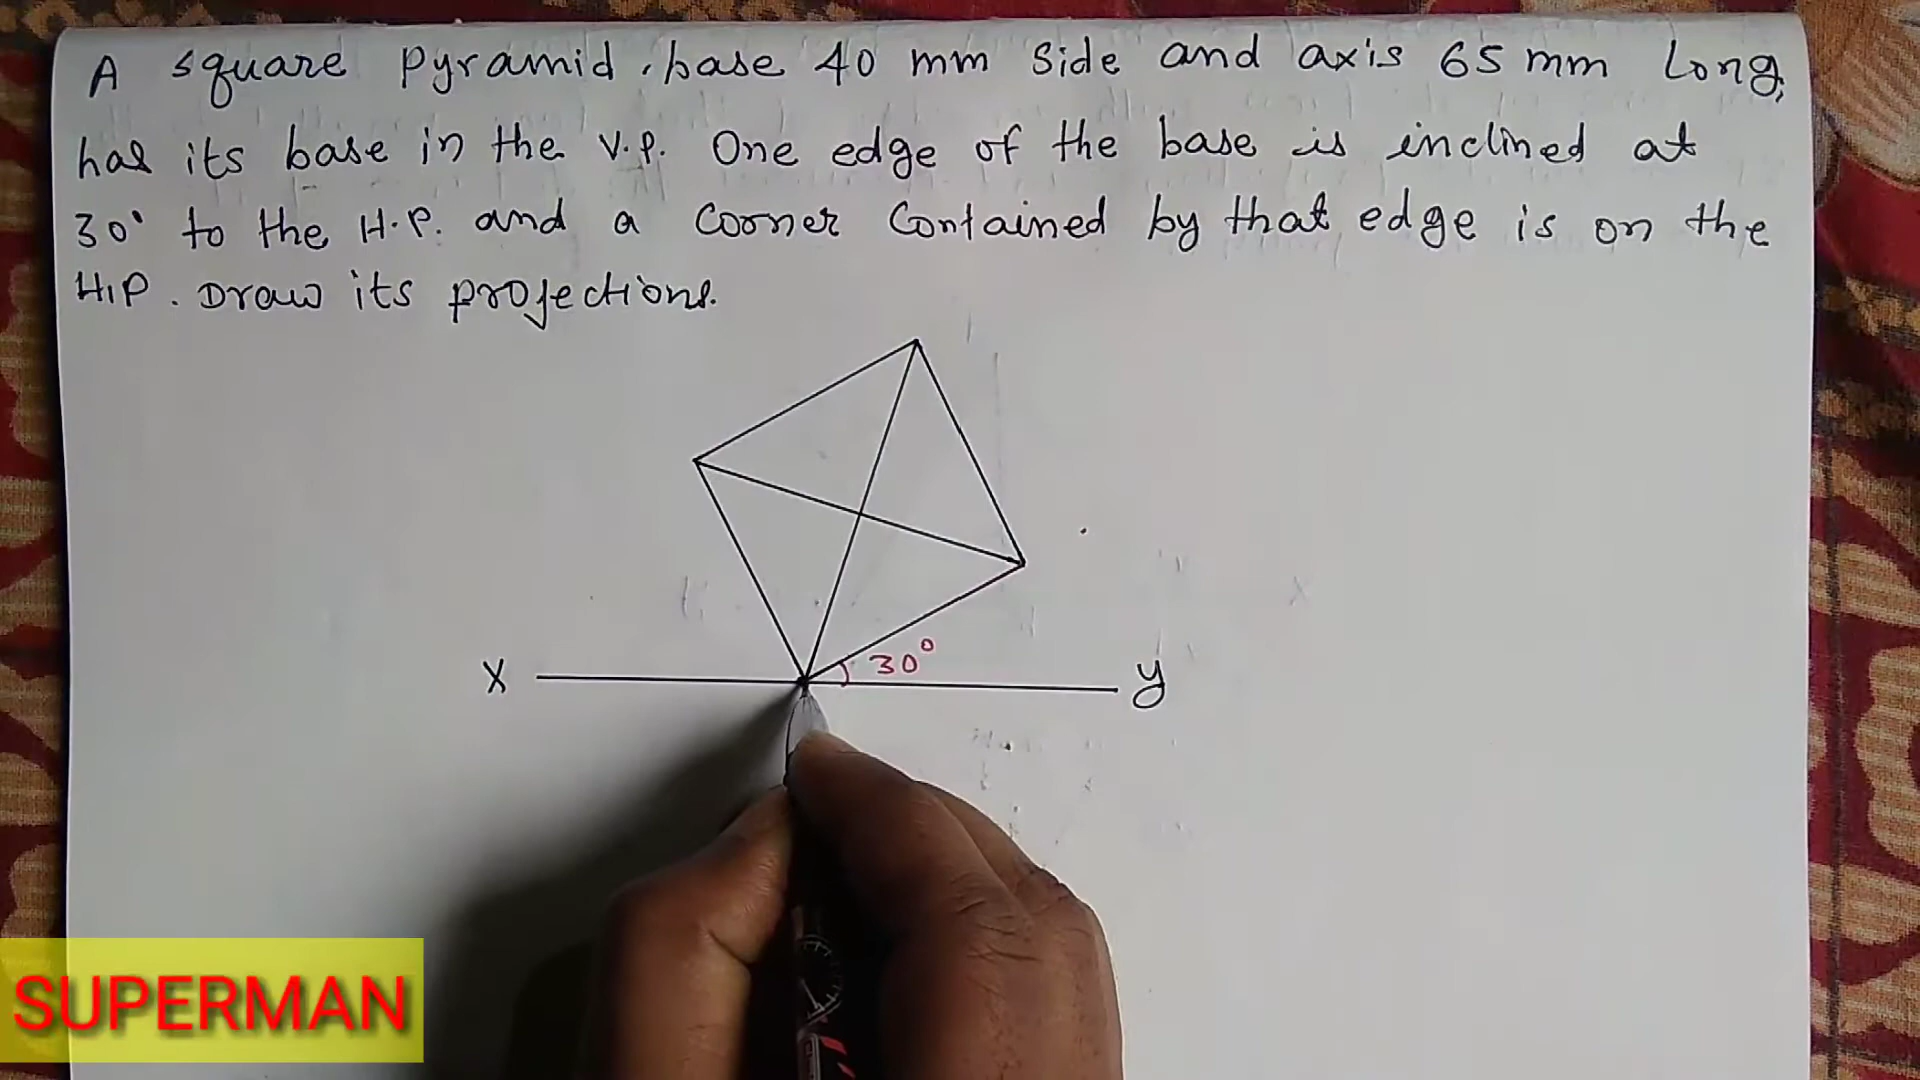 A square pyramid, base 40 mm side and axis 65 mm long,
has its base in the V.P. One edge of the base is inclined at
30° to the H.P. and a corner contained by that edge is on the
H.P. Draw its projections.
30°
X
y
SUPERMAN